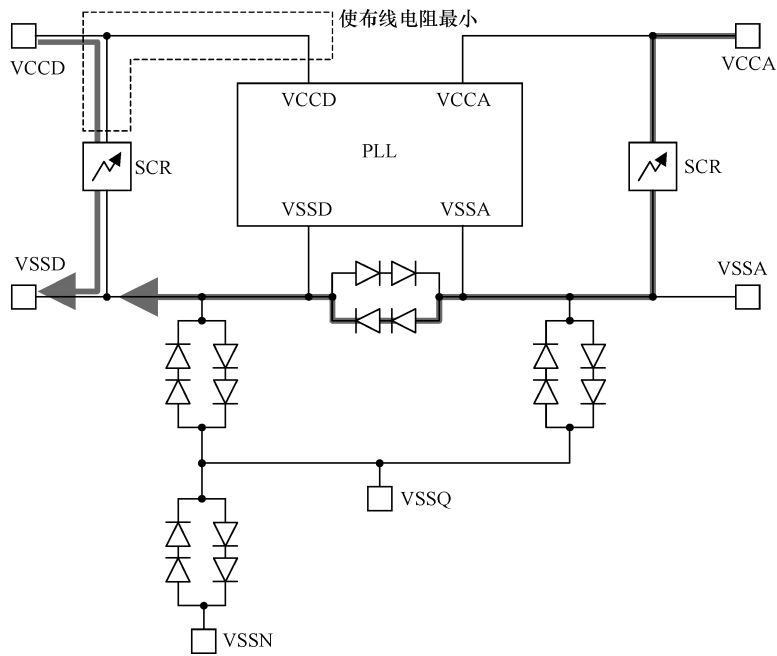 使布线电阻最小
VCCD
VCCA
VCCD
VCCA
PLL
SCR
SCR
VSSD
VSSA
VSSD
VSSA
VSSQ
VSSN